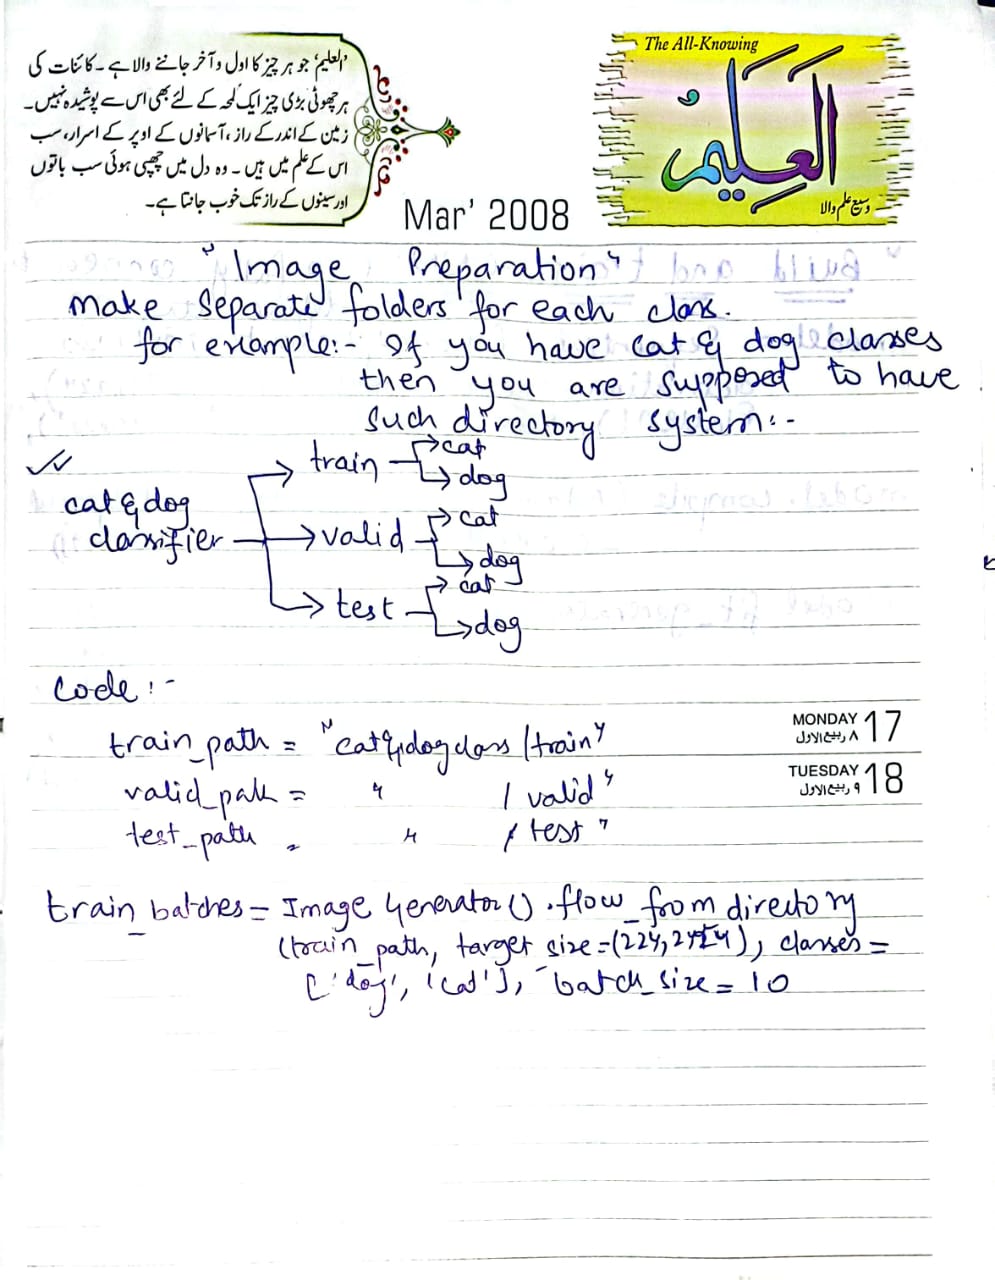 'العلیم' جو ہر چیز کا اول و آخر جاننے والا ہے۔ کائنات کی
ہر چھوٹی بڑی چیز ایک لمحہ کے لئے بھی اس سے پوشیدہ نہیں۔
زمین کے اندر کے راز، آسمانوں کے اوپر کے اسرار، سب
اس کے علم میں ہیں۔ وہ دل میں چھپی ہوئی سب باتوں
اور سینوں کے راز تک خوب جانتا ہے۔
The All-Knowing
العليم
وسیع علم والا
Mar' 2008
"Image Preparation"
Make separate folders for each class.
for example:- If you have cat & dog classes
then you are supposed to have
such directory system:-
train → cat
→ dog
cat & dog
classifier → valid → cat
→ dog
→ test → cat
→ dog
Code :-
train_path = "cat&dogclass/train"
valid_path = " / valid"
test_path = " / test"
MONDAY 17
۸ ربیع الاول
TUESDAY 18
۹ ربیع الاول
train_batches = Image Generator().flow_from directory
(train_path, target size=(224, ), classes=
['dog', 'cat'], batch_size = 10